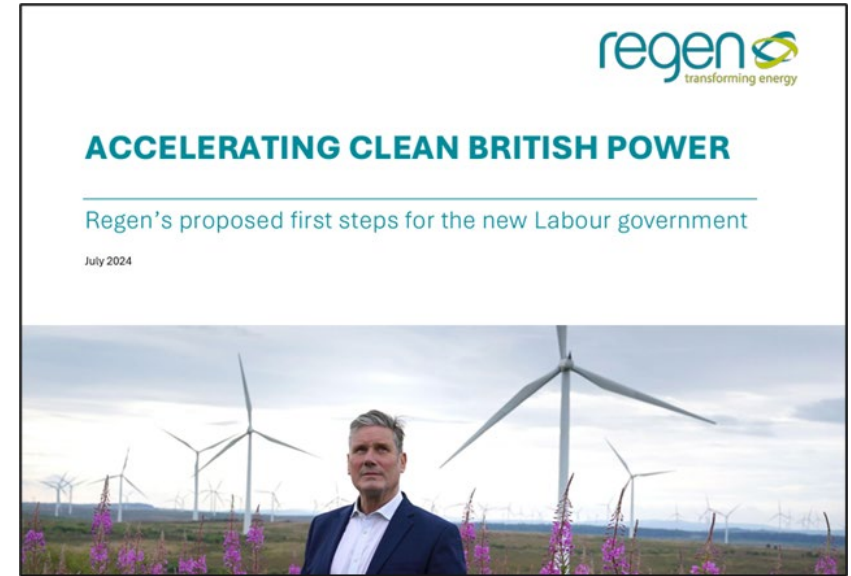 regen
transforming energy
ACCELERATING CLEAN BRITISH POWER
Regen's proposed first steps for the new Labour government
July 2024